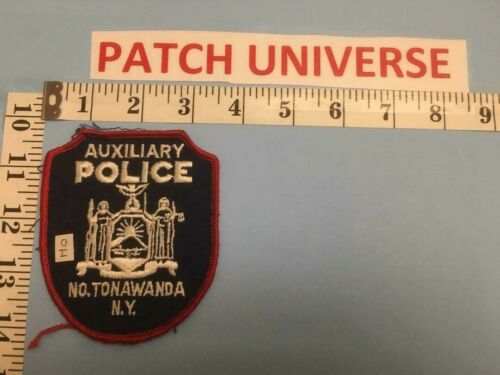 PATCH UNIVERSE
1 2 3 4 5 6 7 8 9
10
11
12
13
14
AUXILIARY
POLICE
OI
NO. TONAWANDA
N.Y.